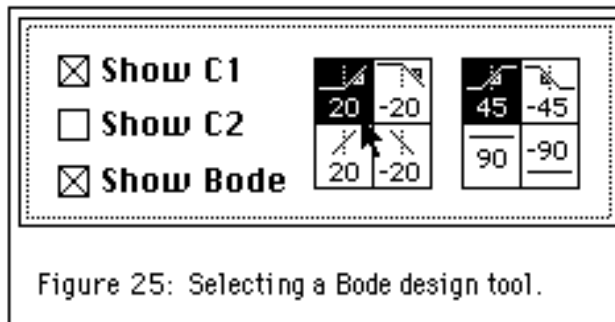 Show C1
Show C2
Show Bode
20 -20
20 -20
45 -45
90 -90
Figure 25: Selecting a Bode design tool.